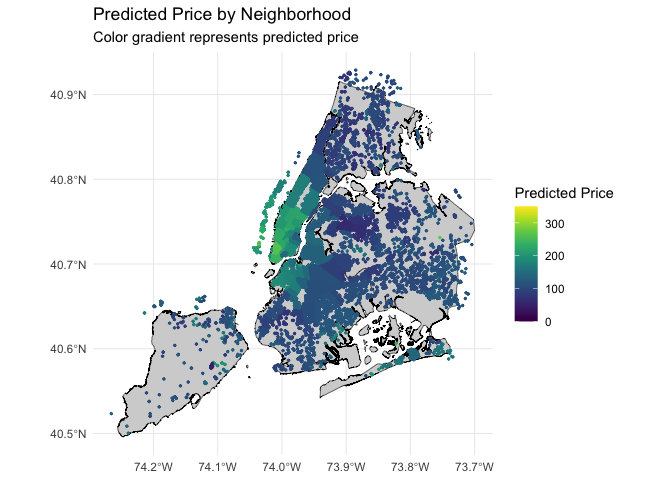 Predicted Price by Neighborhood
Color gradient represents predicted price
40.9°N
40.8°N
40.7°N
40.6°N
40.5°N
74.2°W
74.1°W
74.0°W
73.9°W
73.8°W
73.7°W
Predicted Price
300
200
100
0